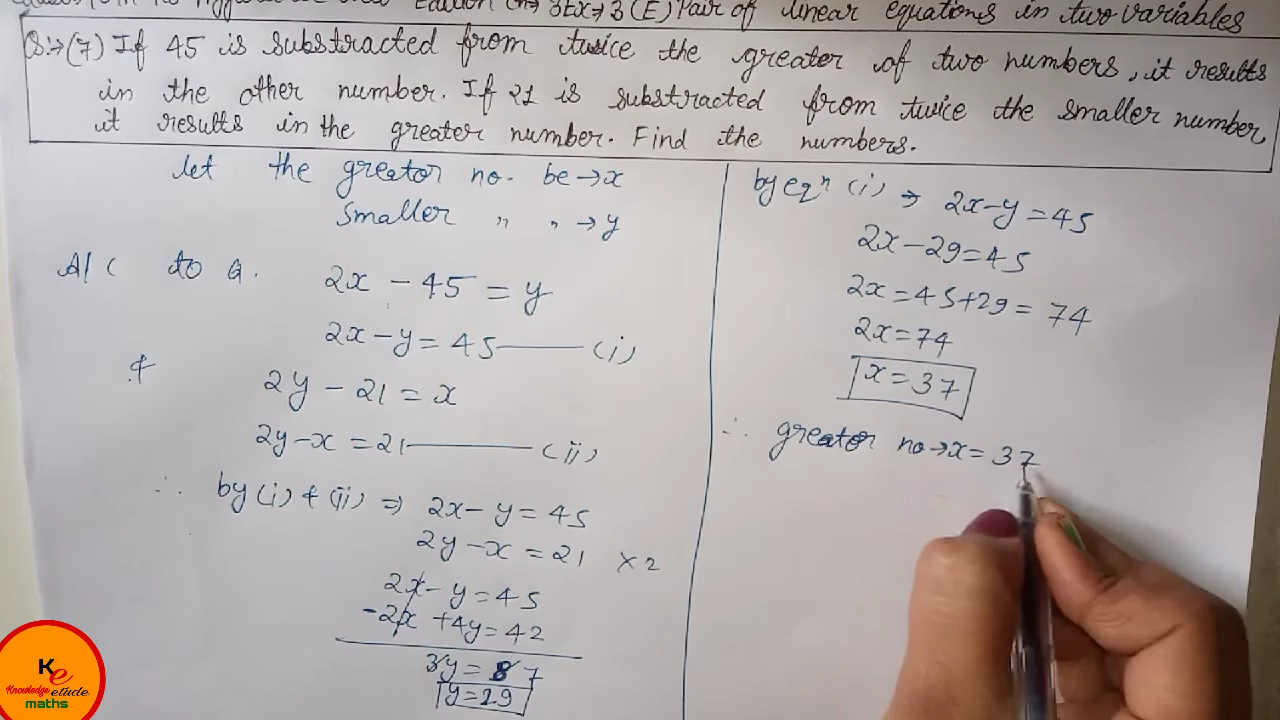 Edition (H) → 3Ex → 3(E) Pair of linear equations in two variables
Q:→(7) If 45 is substracted from twice the greater of two numbers, it results
in the other number. If 21 is substracted from twice the smaller number,
it results in the greater number. Find the numbers.
let the greator no. be → x
smaller " " → y
A/c to Q. 2x - 45 = y
2x - y = 45 —— (i)
& 2y - 21 = x
2y - x = 21 —— (ii)
∴ by (i) & (ii) ⇒ 2x - y = 45
2y - x = 21 × 2
2x - y = 45
-2x + 4y = 42
3y = 87
y = 29
by eqn (i) → 2x - y = 45
2x - 29 = 45
2x = 45 + 29 = 74
2x = 74
x = 37
∴ greator no → x = 37
Ke
Knowledge etude
maths